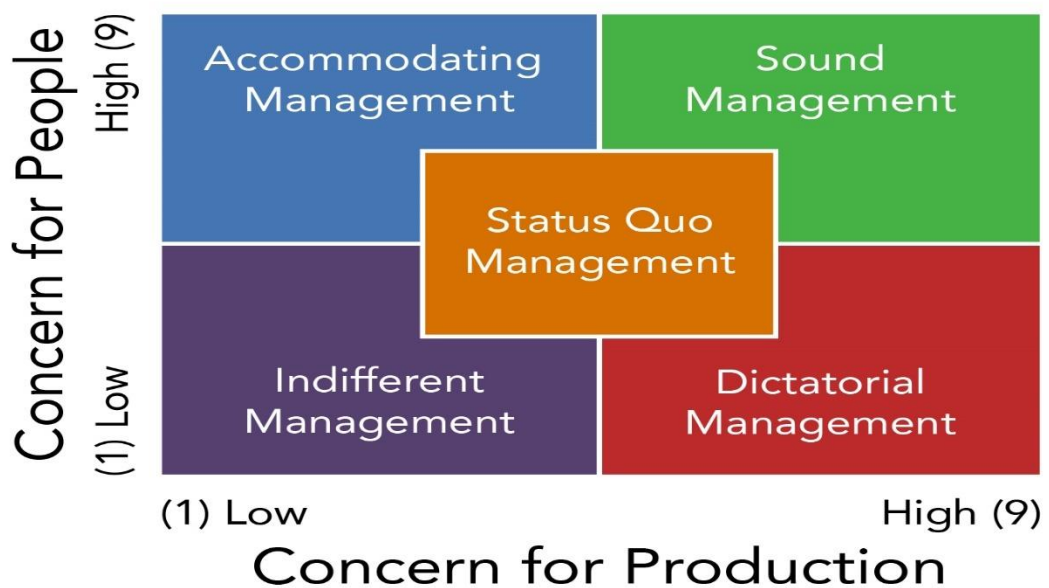 Concern for People
High (9)
(1) Low
Accommodating
Management
Sound
Management
Status Quo
Management
Indifferent
Management
Dictatorial
Management
(1) Low
High (9)
Concern for Production